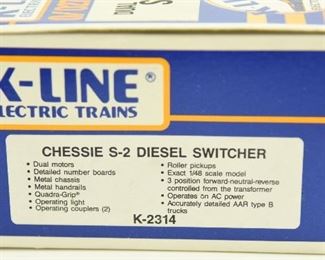 K-LINE®
ELECTRIC TRAINS
CHESSIE S-2 DIESEL SWITCHER
• Dual motors
• Detailed number boards
• Metal chassis
• Metal handrails
• Quadra-Grip®
• Operating light
• Operating couplers (2)
• Roller pickups
• Exact 1/48 scale model
• 3 position forward-neutral-reverse
controlled from the transformer
• Operates on AC power
• Accurately detailed AAR type B
trucks
K-2314